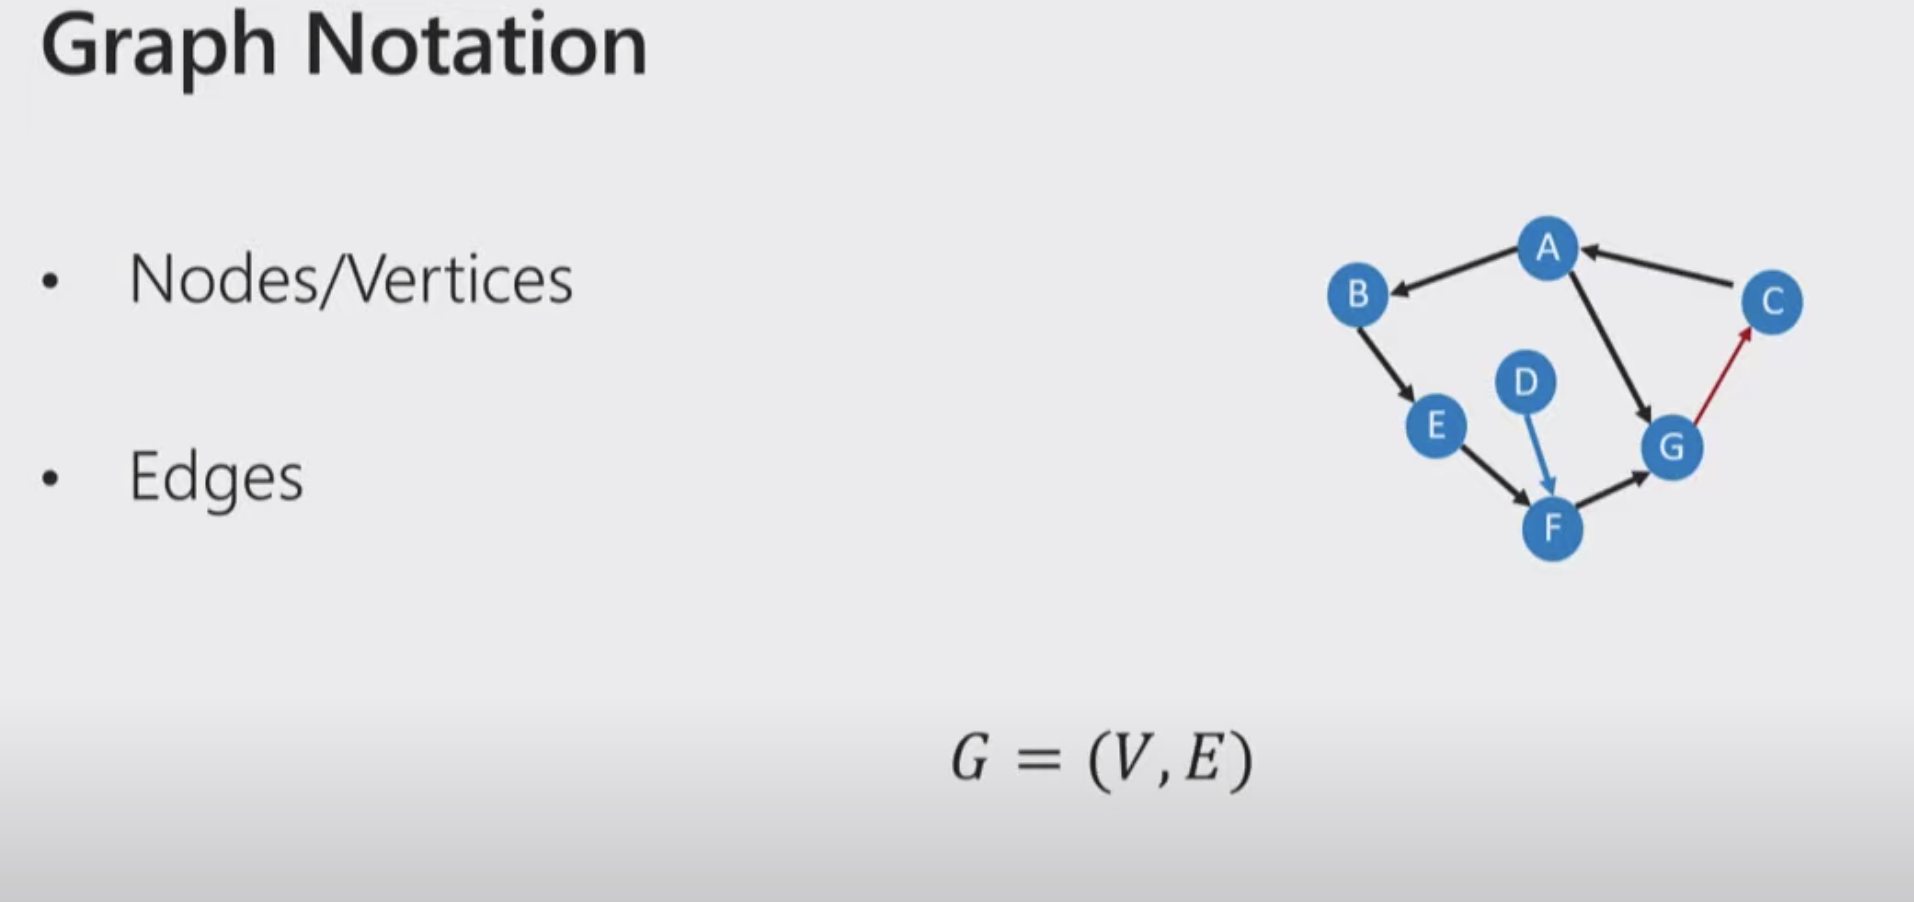 Graph Notation
• Nodes/Vertices
• Edges
A
B
C
D
E
G
F
G = (V, E)